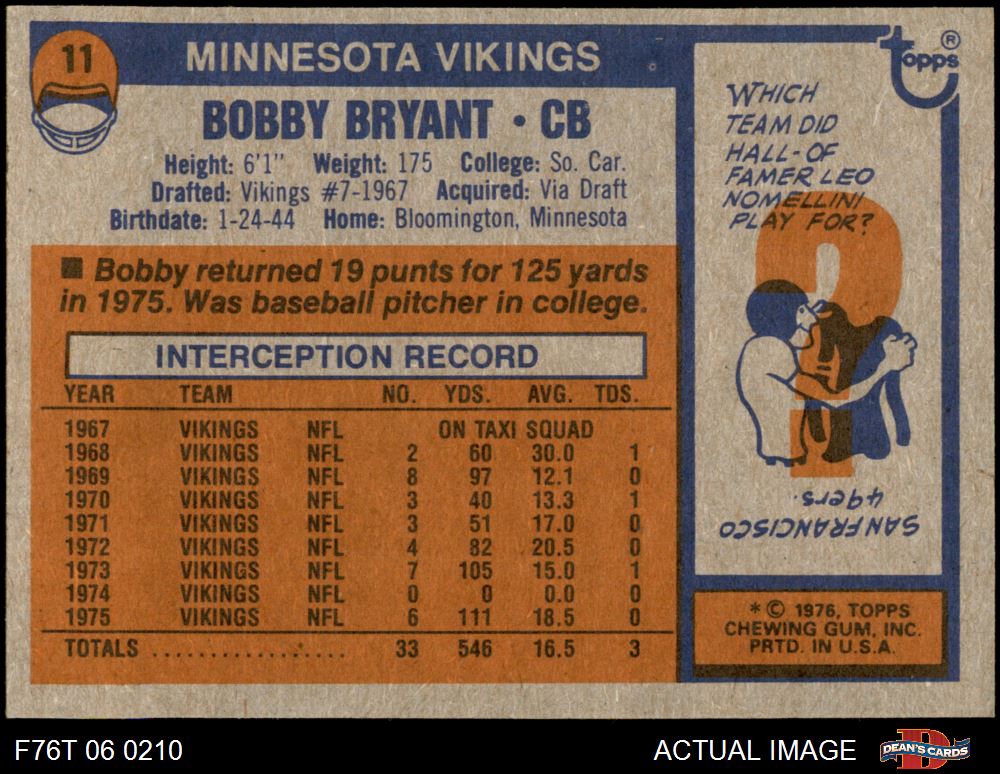 11
MINNESOTA VIKINGS
BOBBY BRYANT • CB
Height: 6'1" Weight: 175 College: So. Car.
Drafted: Vikings #7-1967 Acquired: Via Draft
Birthdate: 1-24-44 Home: Bloomington, Minnesota
■ Bobby returned 19 punts for 125 yards
in 1975. Was baseball pitcher in college.
INTERCEPTION RECORD
YEAR TEAM NO. YDS. AVG. TDS.
1967 VIKINGS NFL ON TAXI SQUAD
1968 VIKINGS NFL 2 60 30.0 1
1969 VIKINGS NFL 8 97 12.1 0
1970 VIKINGS NFL 3 40 13.3 1
1971 VIKINGS NFL 3 51 17.0 0
1972 VIKINGS NFL 4 82 20.5 0
1973 VIKINGS NFL 7 105 15.0 1
1974 VIKINGS NFL 0 0 0.0 0
1975 VIKINGS NFL 6 111 18.5 0
TOTALS .................. 33 546 16.5 3
Topps ®
WHICH
TEAM DID
HALL-OF
FAMER LEO
NOMELLINI
PLAY FOR?
?
SAN FRANCISCO
49ers.
* © 1976, TOPPS
CHEWING GUM, INC.
PRTD. IN U.S.A.
F76T 06 0210
ACTUAL IMAGE
D
DEAN'S CARDS